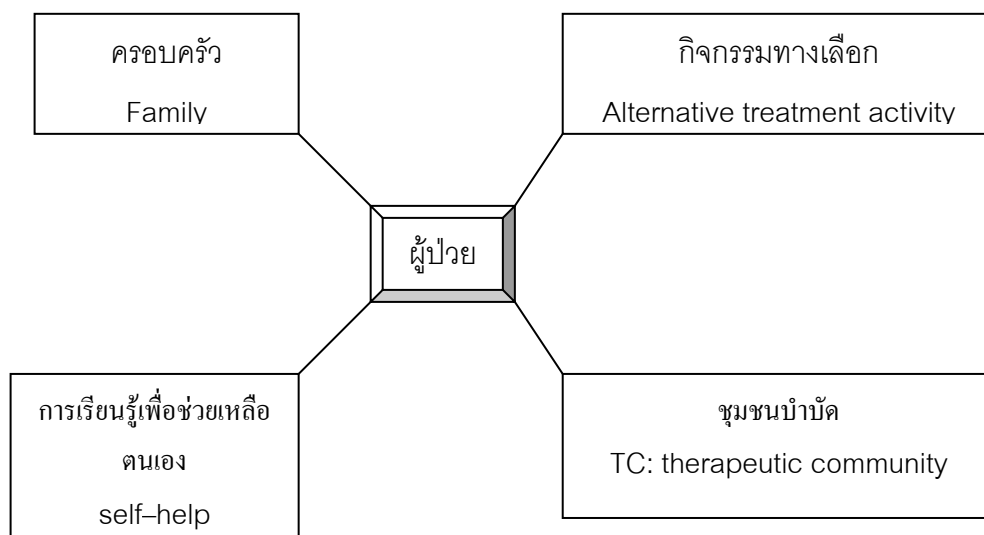 ครอบครัว
Family
กิจกรรมทางเลือก
Alternative treatment activity
ผู้ป่วย
การเรียนรู้เพื่อช่วยเหลือ
ตนเอง
self–help
ชุมชนบำบัด
TC: therapeutic community